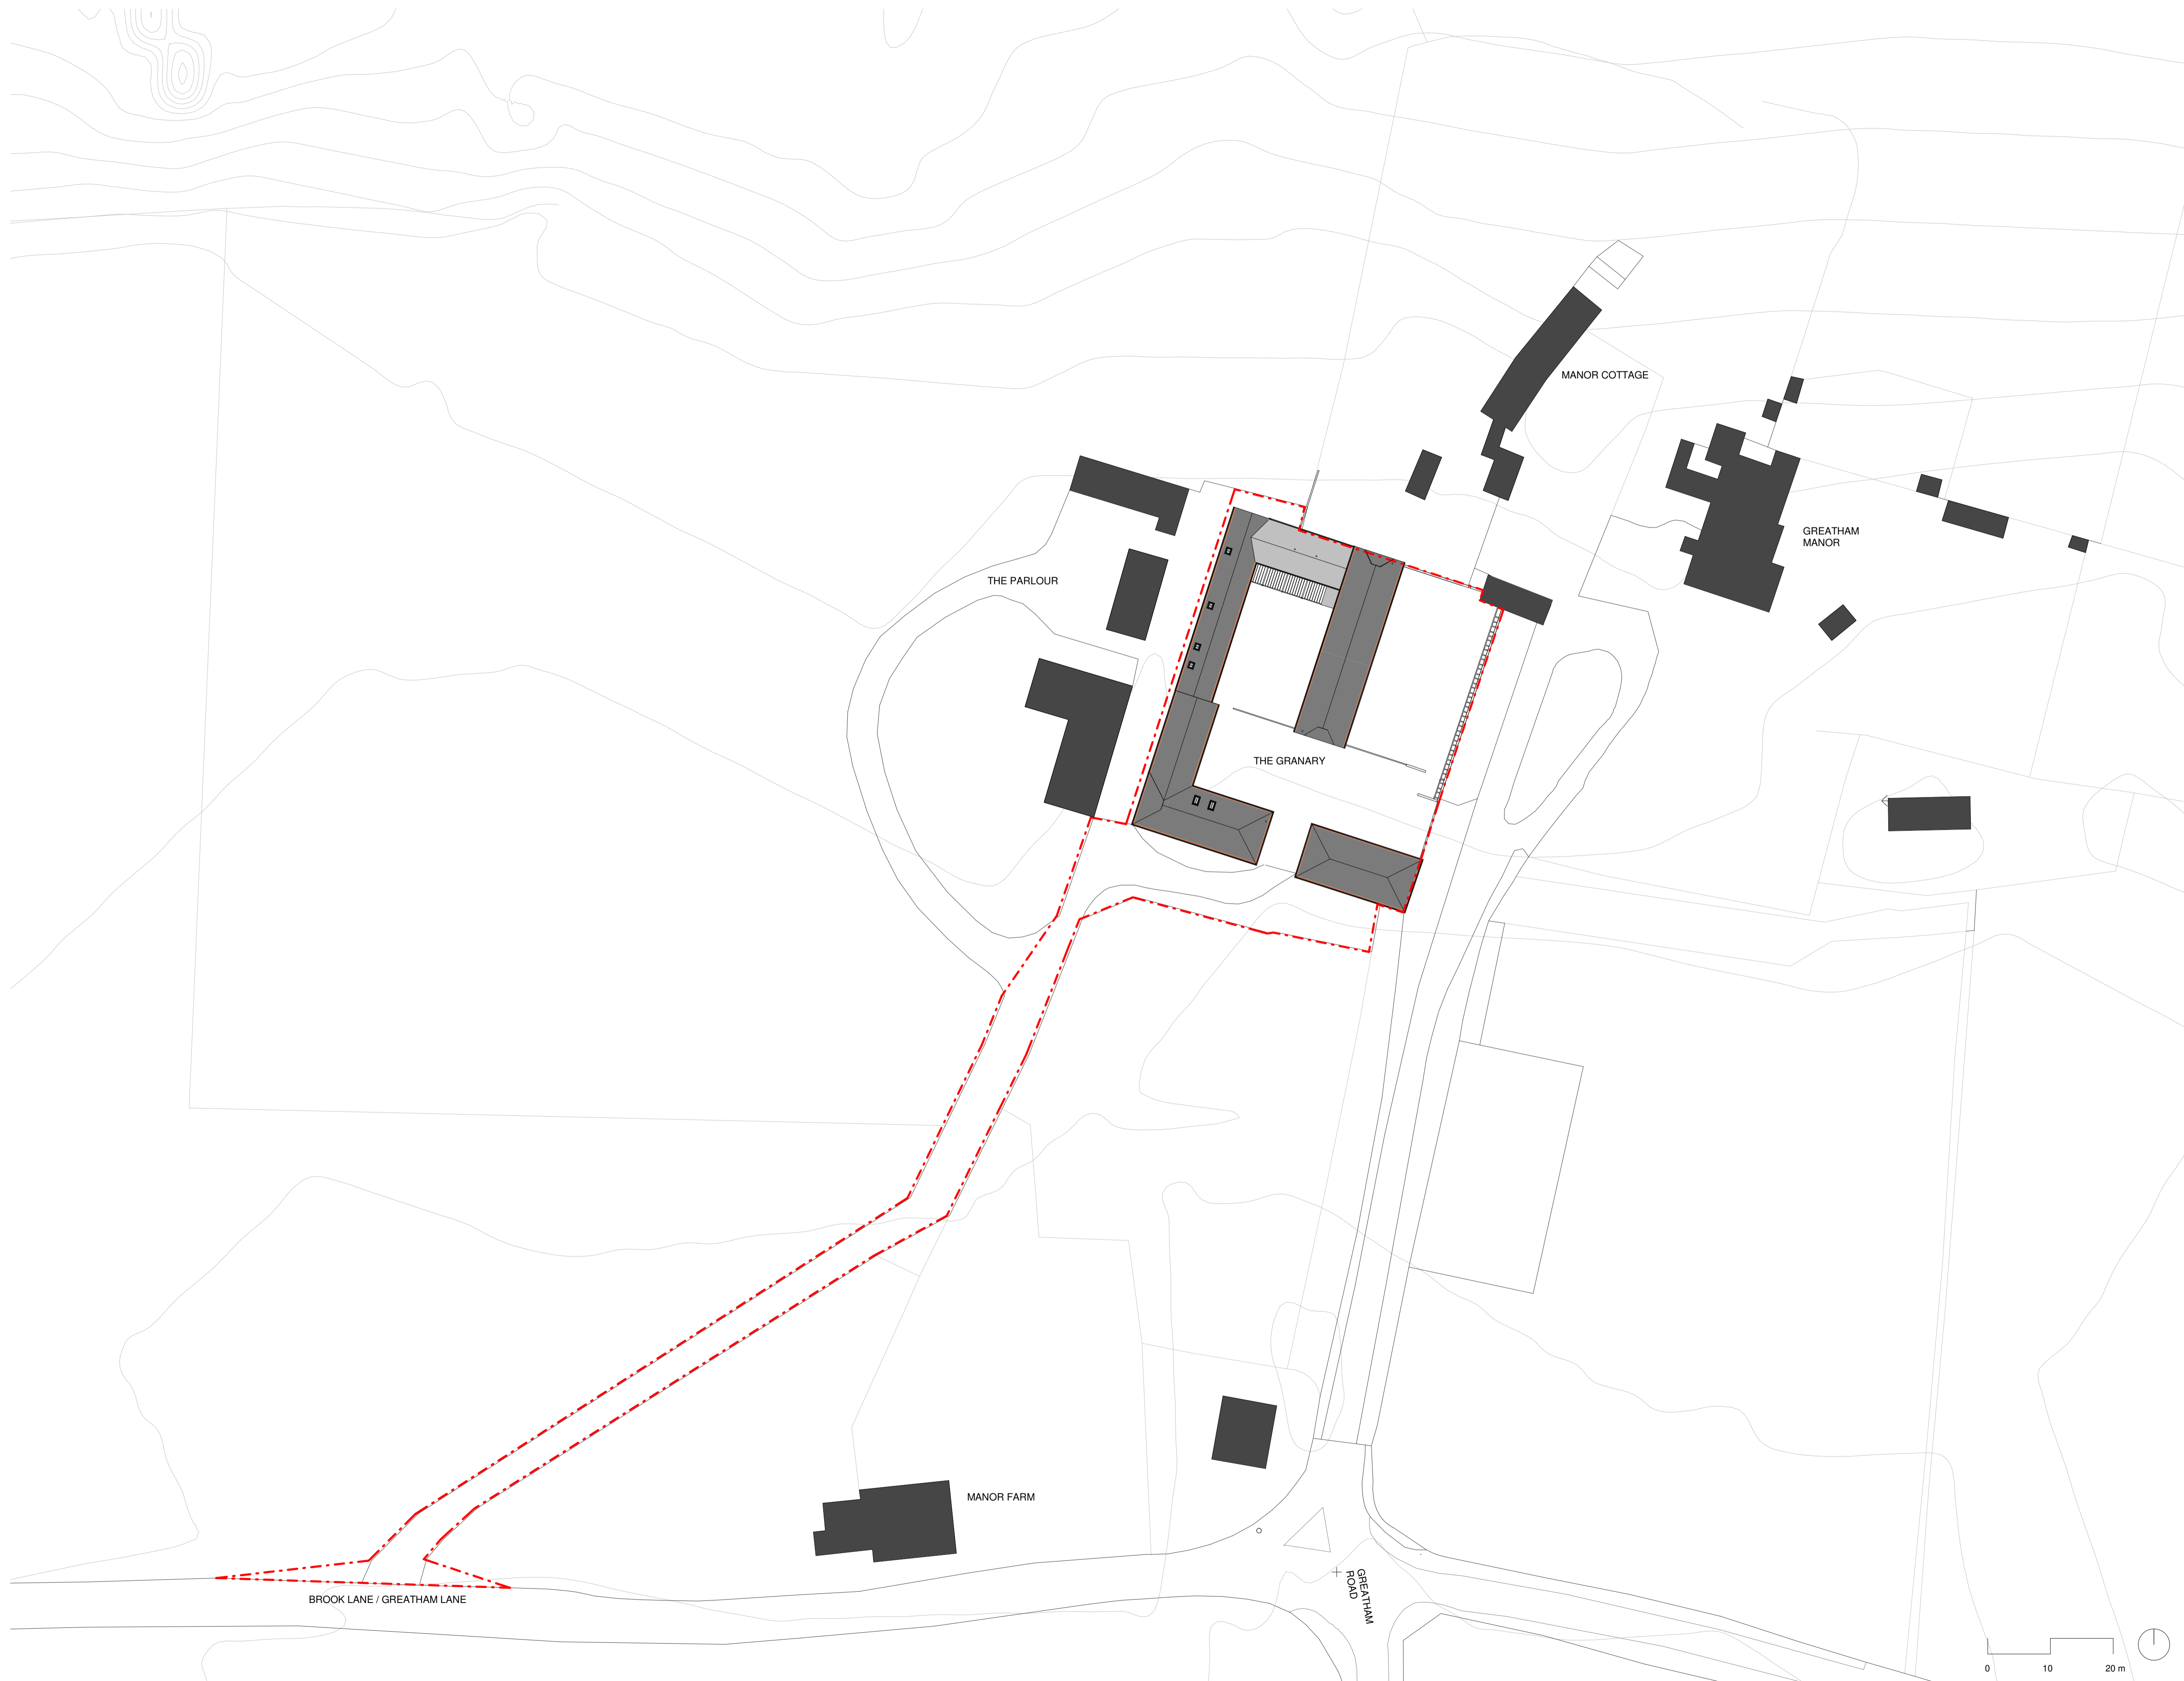 MANOR COTTAGE
GREATHAM
MANOR
THE PARLOUR
THE GRANARY
MANOR FARM
GREATHAM
ROAD
BROOK LANE / GREATHAM LANE
0 10 20 m